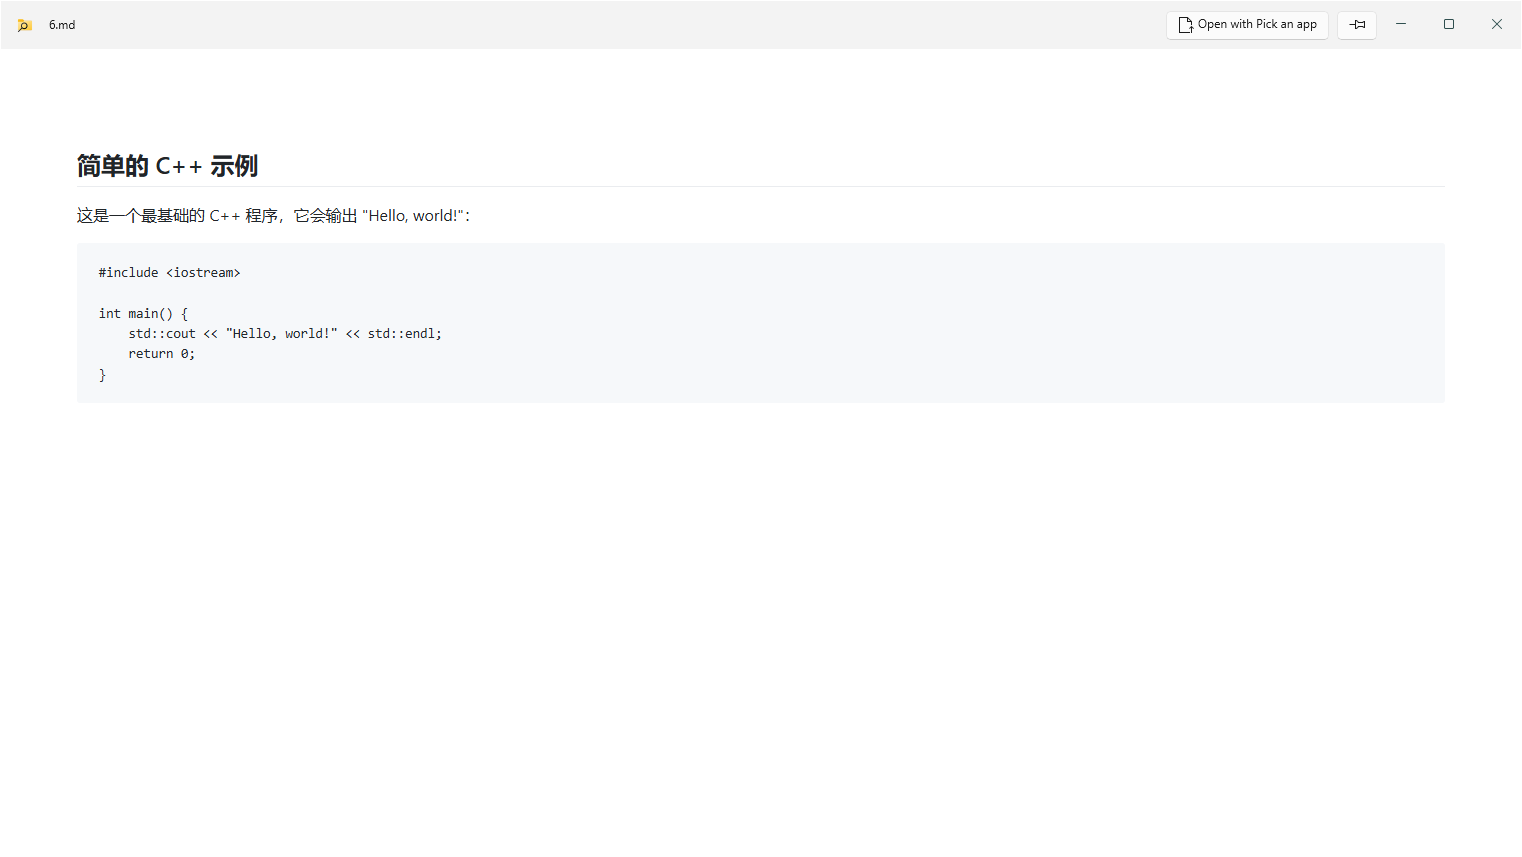 6.md
Open with Pick an app
简单的 C++ 示例
这是一个最基础的 C++ 程序，它会输出 "Hello, world!"：
#include <iostream>
int main() {
    std::cout << "Hello, world!" << std::endl;
    return 0;
}